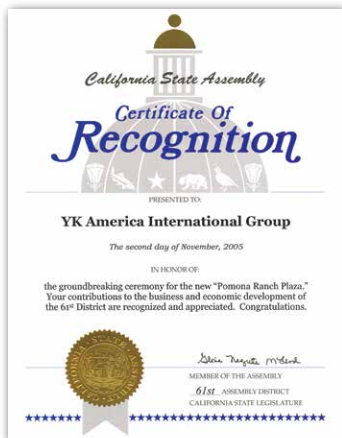 California State Assembly
Certificate Of
Recognition
PRESENTED TO:
YK America International Group
The second day of November, 2005
IN HONOR OF:
the groundbreaking ceremony for the new "Pomona Ranch Plaza."
Your contributions to the business and economic development of
the 61st District are recognized and appreciated. Congratulations.
Gloria Negrete McLeod
MEMBER OF THE ASSEMBLY
61st ASSEMBLY DISTRICT
CALIFORNIA STATE LEGISLATURE